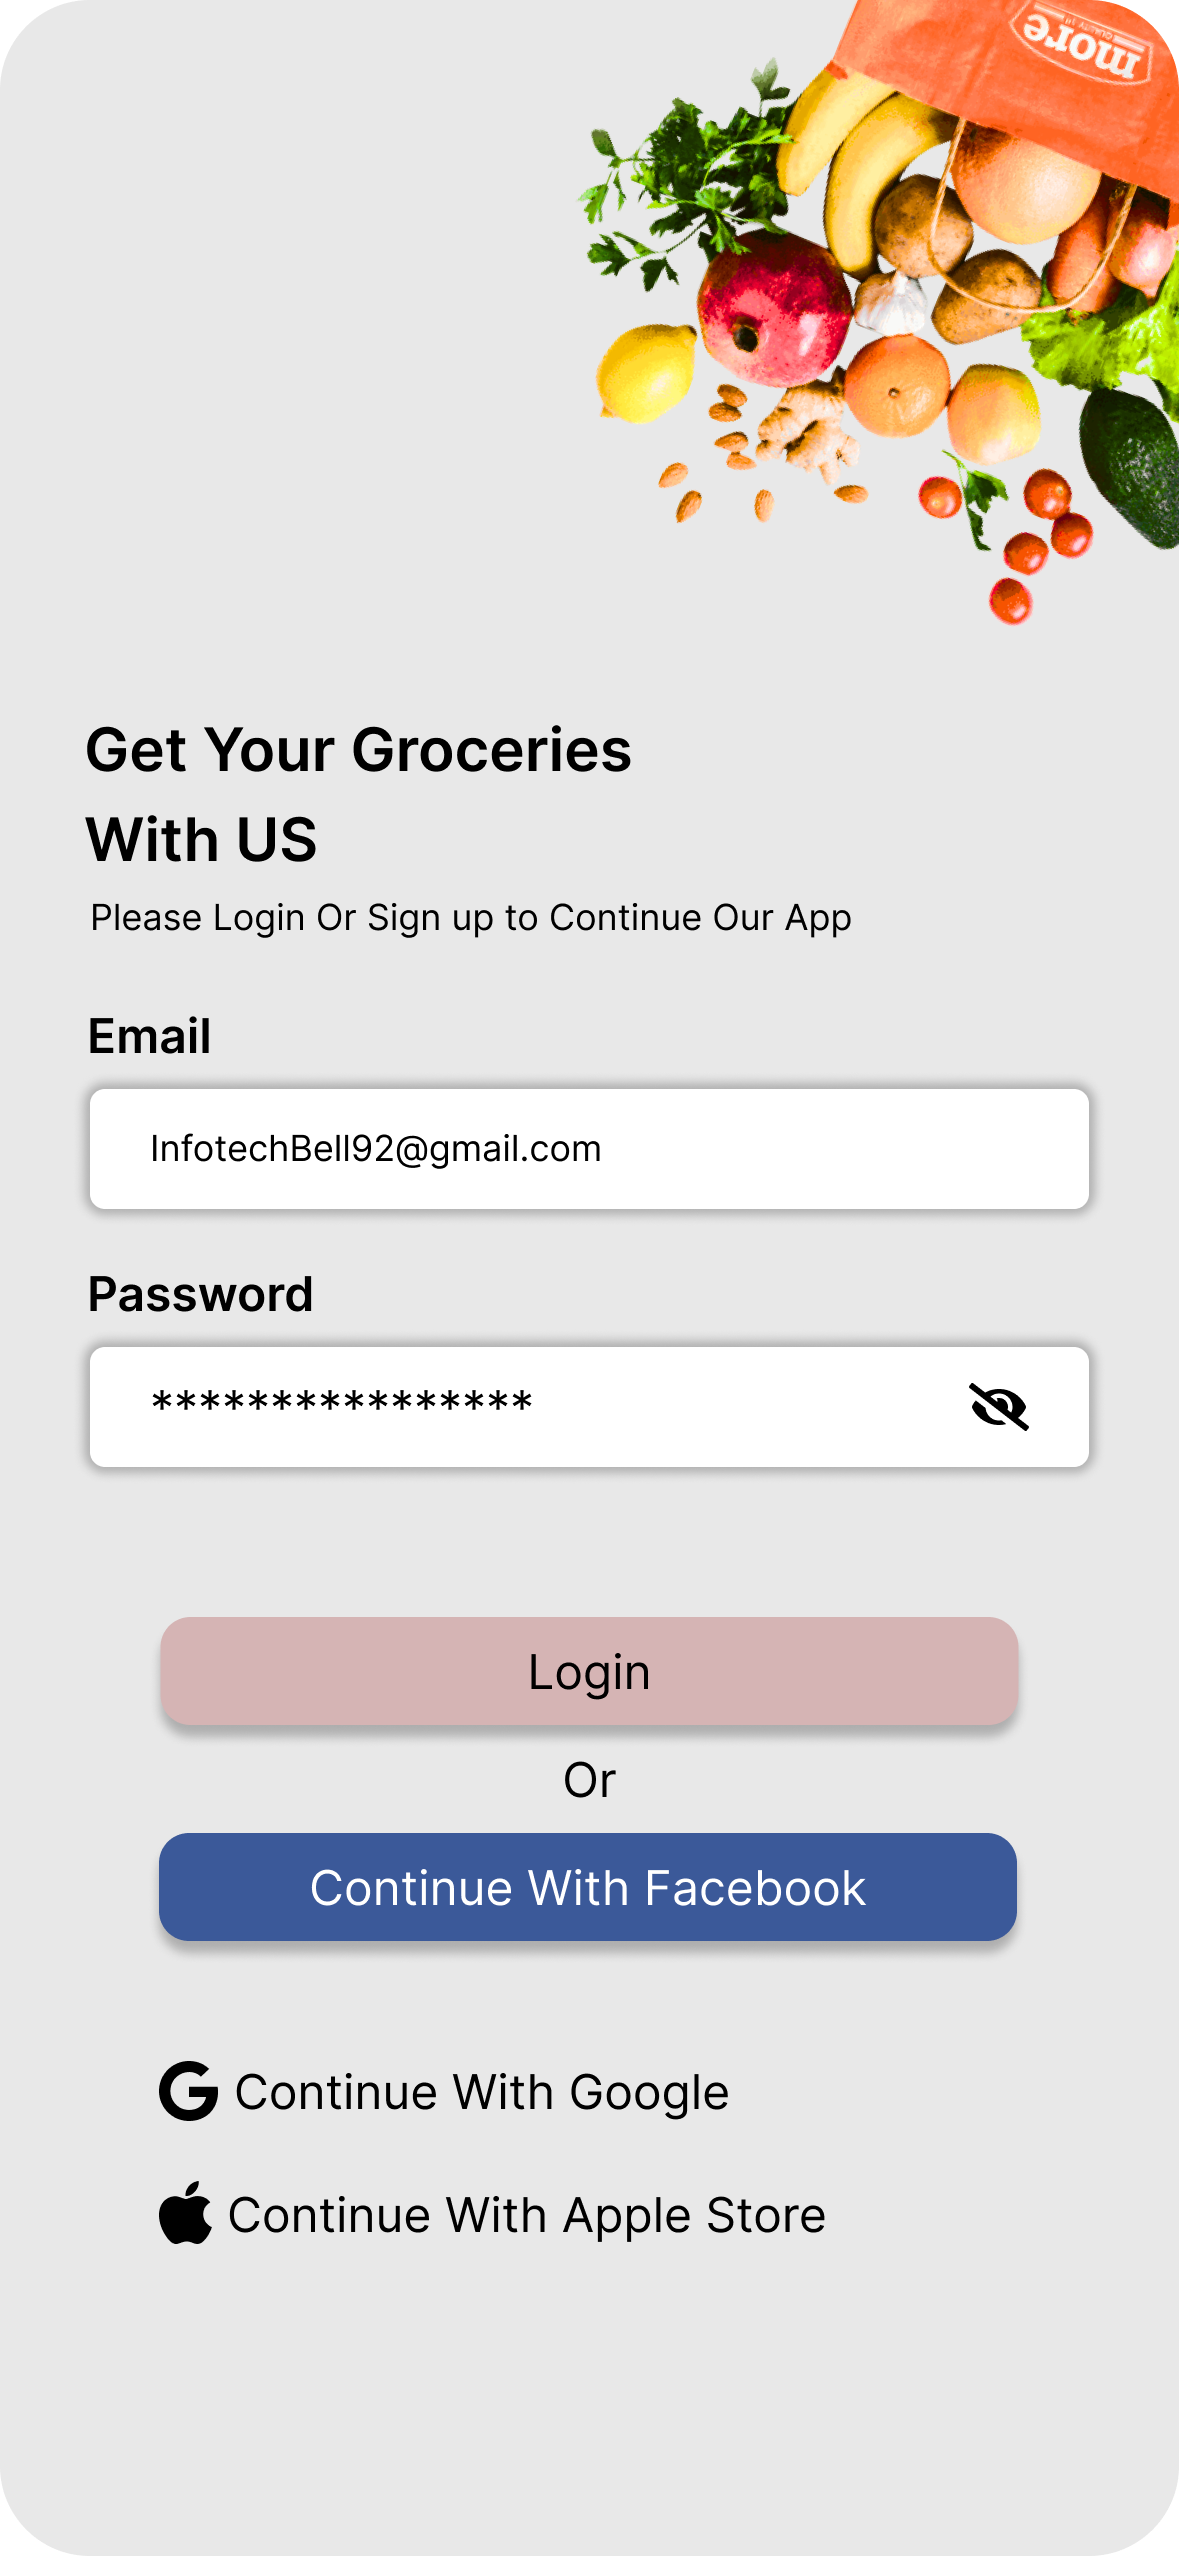 more
Get Your Groceries
With US
Please Login Or Sign up to Continue Our App
Email
InfotechBell92@gmail.com
Password
****************
Login
Or
Continue With Facebook
Continue With Google
Continue With Apple Store